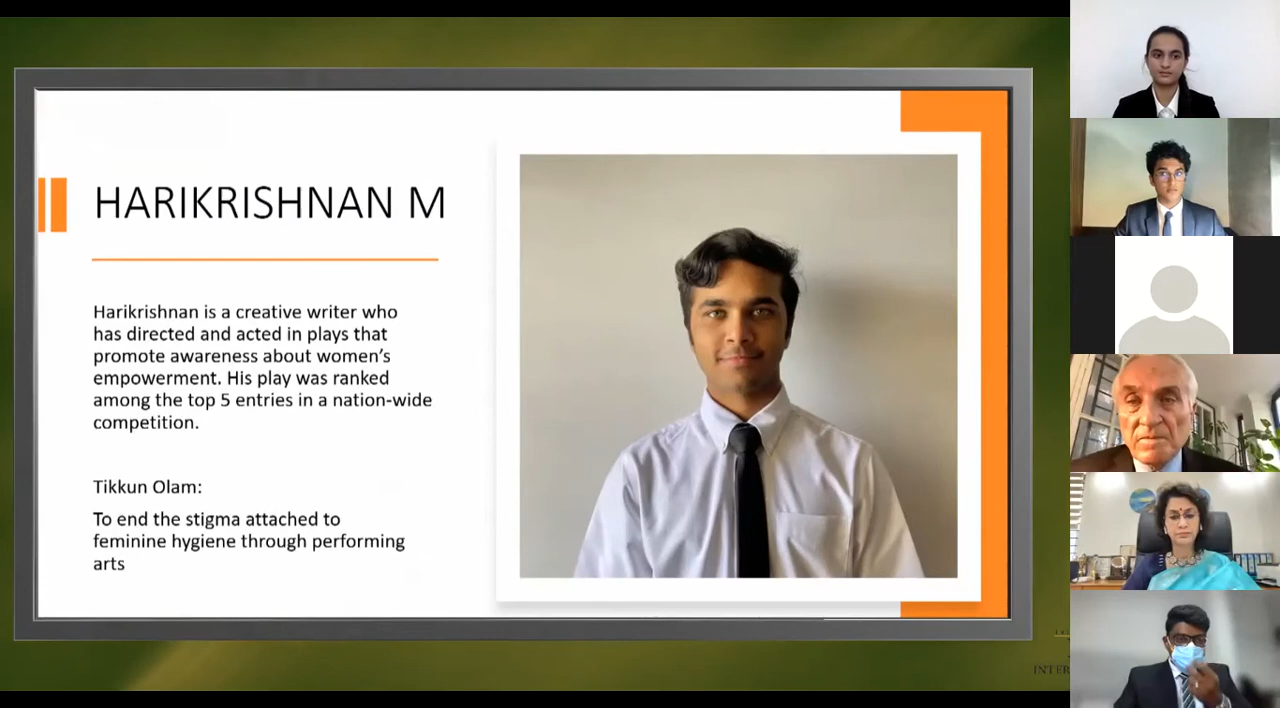 HARIKRISHNAN M
Harikrishnan is a creative writer who
has directed and acted in plays that
promote awareness about women’s
empowerment. His play was ranked
among the top 5 entries in a nation-wide
competition.
Tikkun Olam:
To end the stigma attached to
feminine hygiene through performing
arts